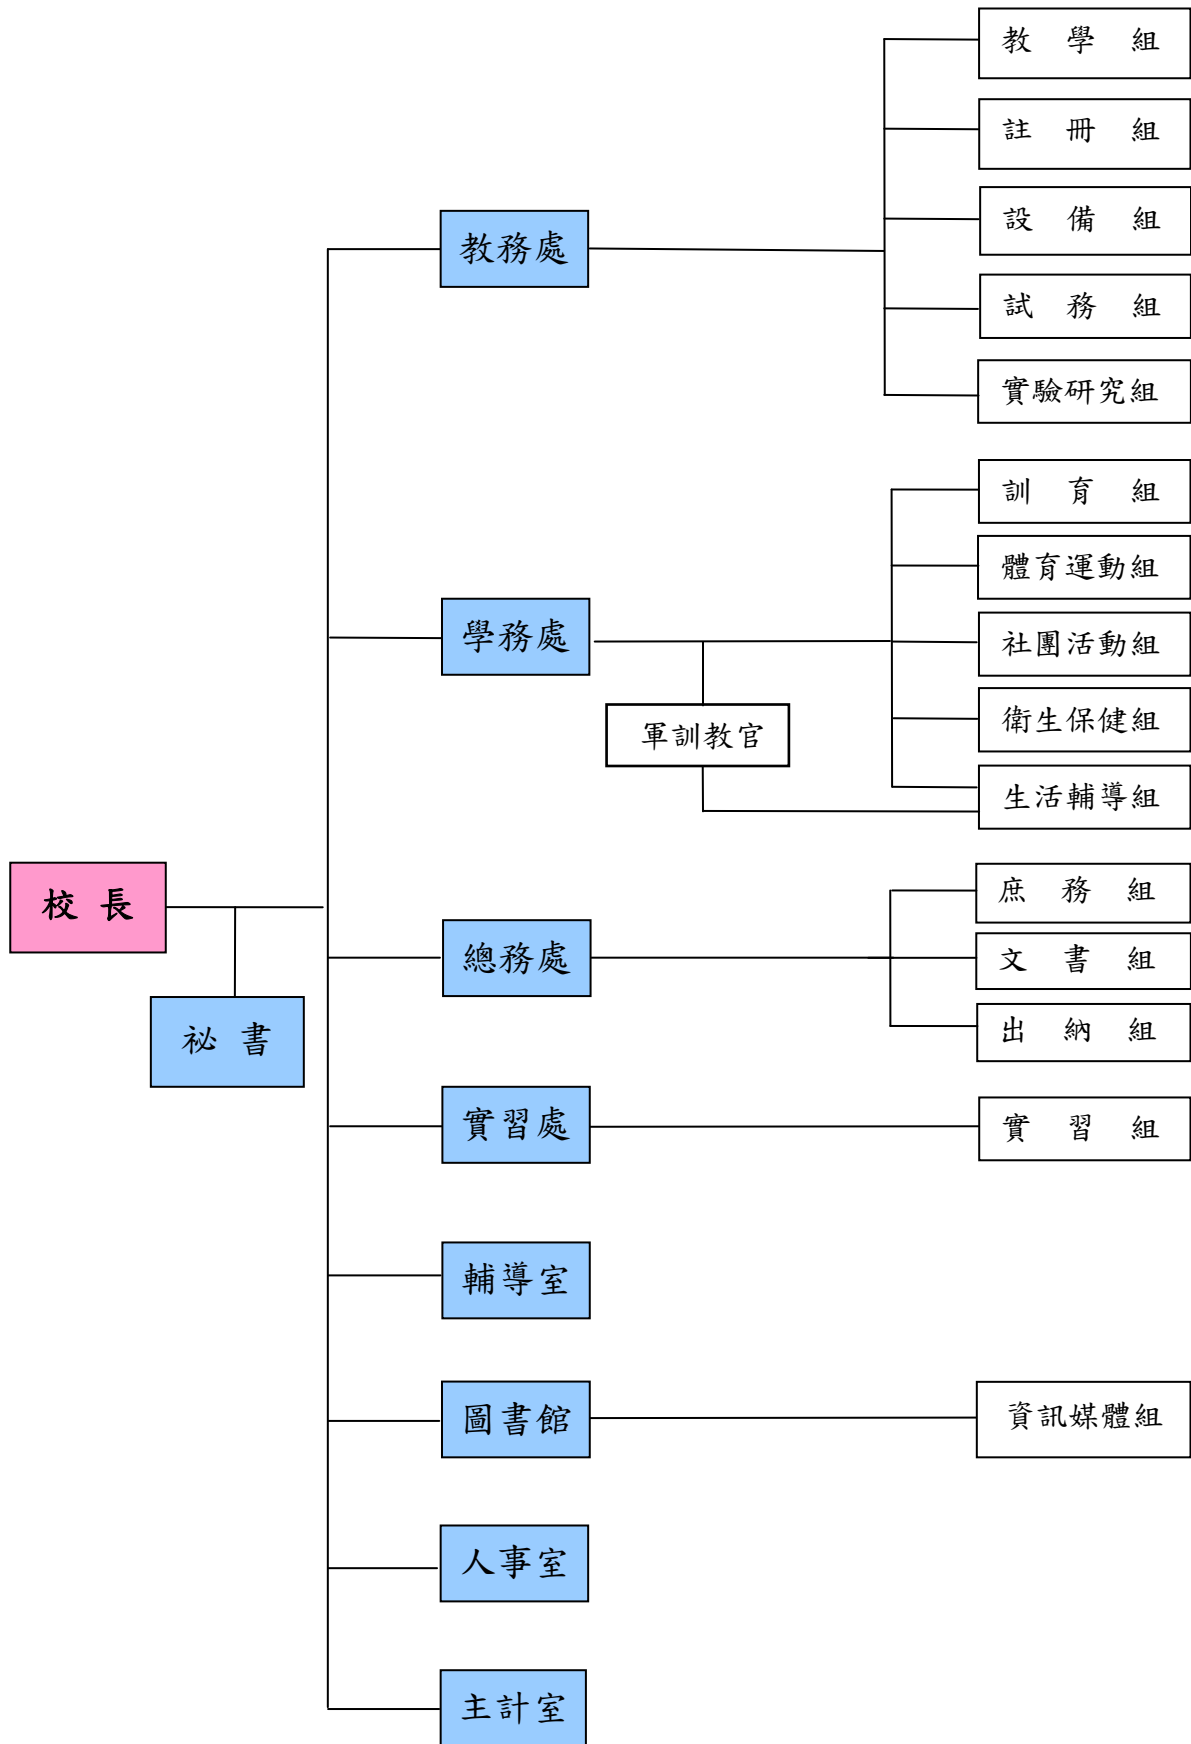 教 學 組
註 冊 組
設 備 組
教務處
試 務 組
實驗研究組
訓 育 組
體育運動組
學務處
社團活動組
衛生保健組
軍訓教官
生活輔導組
校 長
庶 務 組
總務處
文 書 組
祕 書
出 納 組
實習處
實 習 組
輔導室
圖書館
資訊媒體組
人事室
主計室